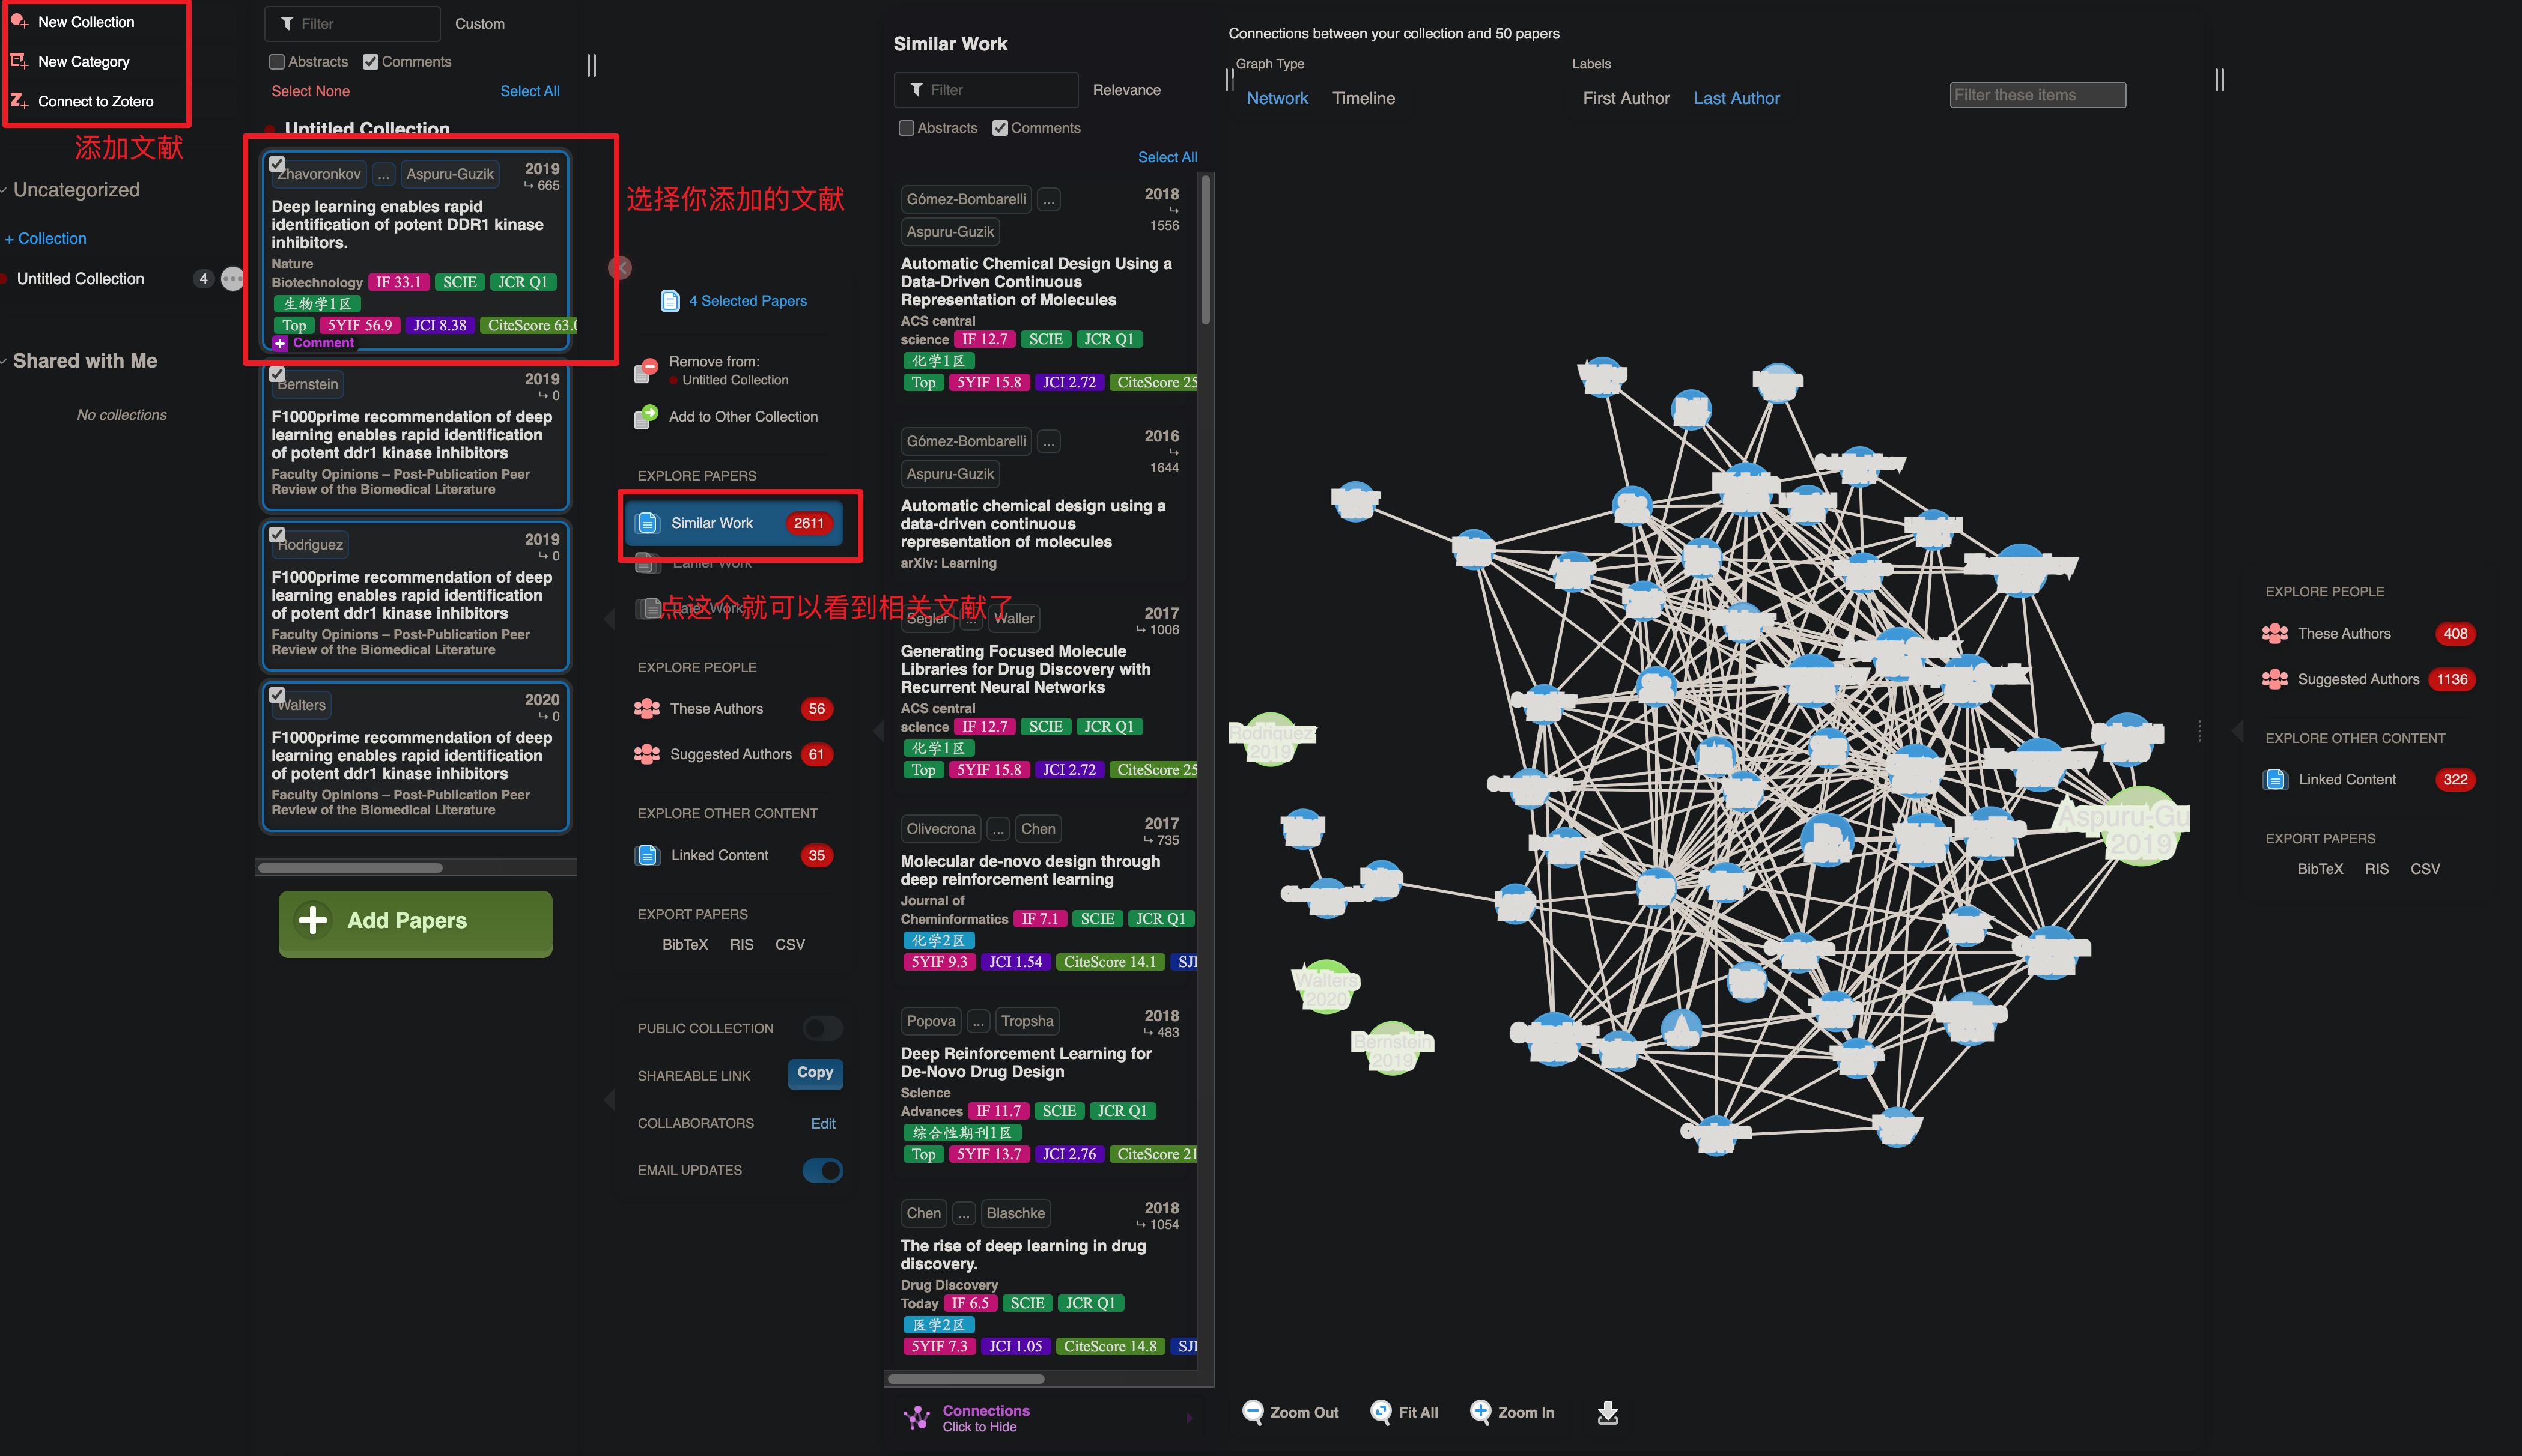 New Collection
New Category
Connect to Zotero
添加文献
Uncategorized
+ Collection
Untitled Collection
4
Shared with Me
No collections
Filter
Custom
Abstracts
Comments
Select None
Select All
Untitled Collection
Zhavoronkov ... Aspuru-Guzik
2019
665
Deep learning enables rapid
identification of potent DDR1 kinase
inhibitors.
Nature
Biotechnology IF 33.1 SCIE JCR Q1
生物学1区
Top 5YIF 56.9 JCI 8.38 CiteScore 63.
Comment
选择你添加的文献
Bernstein
2019
0
F1000prime recommendation of deep
learning enables rapid identification
of potent ddr1 kinase inhibitors
Faculty Opinions – Post-Publication Peer
Review of the Biomedical Literature
Rodriguez
2019
0
F1000prime recommendation of deep
learning enables rapid identification
of potent ddr1 kinase inhibitors
Faculty Opinions – Post-Publication Peer
Review of the Biomedical Literature
Walters
2020
0
F1000prime recommendation of deep
learning enables rapid identification
of potent ddr1 kinase inhibitors
Faculty Opinions – Post-Publication Peer
Review of the Biomedical Literature
Add Papers
4 Selected Papers
Remove from:
Untitled Collection
Add to Other Collection
EXPLORE PAPERS
Similar Work 2611
Earlier Work
Later Work
点这个就可以看到相关文献了
EXPLORE PEOPLE
These Authors 56
Suggested Authors 61
EXPLORE OTHER CONTENT
Linked Content 35
EXPORT PAPERS
BibTeX RIS CSV
PUBLIC COLLECTION
SHAREABLE LINK Copy
COLLABORATORS Edit
EMAIL UPDATES
Similar Work
Filter
Relevance
Abstracts
Comments
Select All
Gómez-Bombarelli ...
Aspuru-Guzik
2018
1556
Automatic Chemical Design Using a
Data-Driven Continuous
Representation of Molecules
ACS central
science IF 12.7 SCIE JCR Q1
化学1区
Top 5YIF 15.8 JCI 2.72 CiteScore 25
Gómez-Bombarelli ...
Aspuru-Guzik
2016
1644
Automatic chemical design using a
data-driven continuous
representation of molecules
arXiv: Learning
Segler ... Waller
2017
1006
Generating Focused Molecule
Libraries for Drug Discovery with
Recurrent Neural Networks
ACS central
science IF 12.7 SCIE JCR Q1
化学1区
Top 5YIF 15.8 JCI 2.72 CiteScore 25
Olivecrona ... Chen
2017
735
Molecular de-novo design through
deep reinforcement learning
Journal of
Cheminformatics IF 7.1 SCIE JCR Q1
化学2区
5YIF 9.3 JCI 1.54 CiteScore 14.1 SJ
Popova ... Tropsha
2018
483
Deep Reinforcement Learning for
De-Novo Drug Design
Science
Advances IF 11.7 SCIE JCR Q1
综合性期刊1区
Top 5YIF 13.7 JCI 2.76 CiteScore 21
Chen ... Blaschke
2018
1054
The rise of deep learning in drug
discovery.
Drug Discovery
Today IF 6.5 SCIE JCR Q1
医学2区
5YIF 7.3 JCI 1.05 CiteScore 14.8 SJ
Connections
Click to Hide
Connections between your collection and 50 papers
Graph Type
Network Timeline
Labels
First Author Last Author
Filter these items
Rodriguez
2019
Aspuru-Gu
2019
Walters
2020
Bernstein
2019
Zoom Out
Fit All
Zoom In
EXPLORE PEOPLE
These Authors 408
Suggested Authors 1136
EXPLORE OTHER CONTENT
Linked Content 322
EXPORT PAPERS
BibTeX RIS CSV